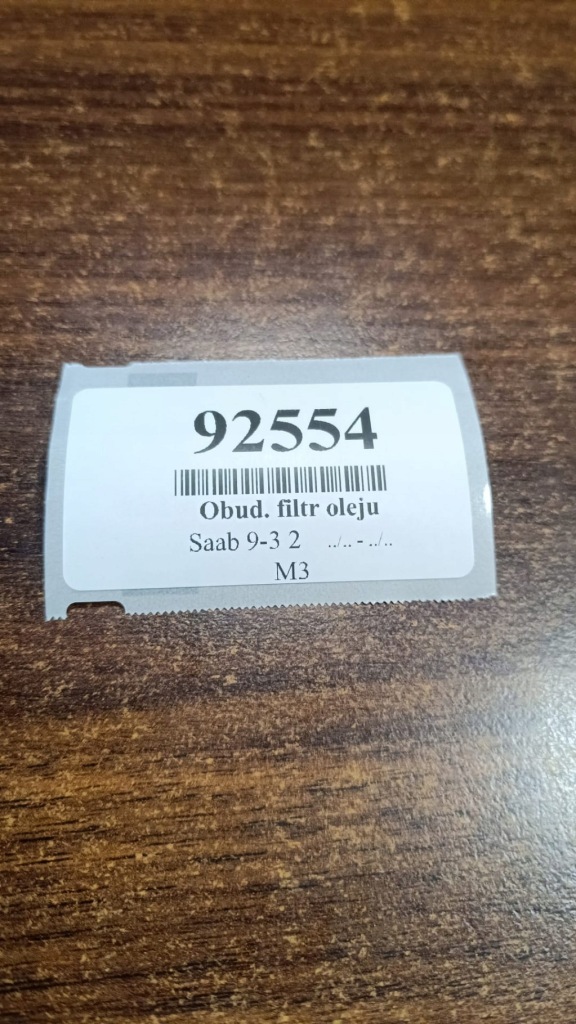 92554
Obud. filtr oleju
Saab 9-3 2 ../.. - ../..
M3